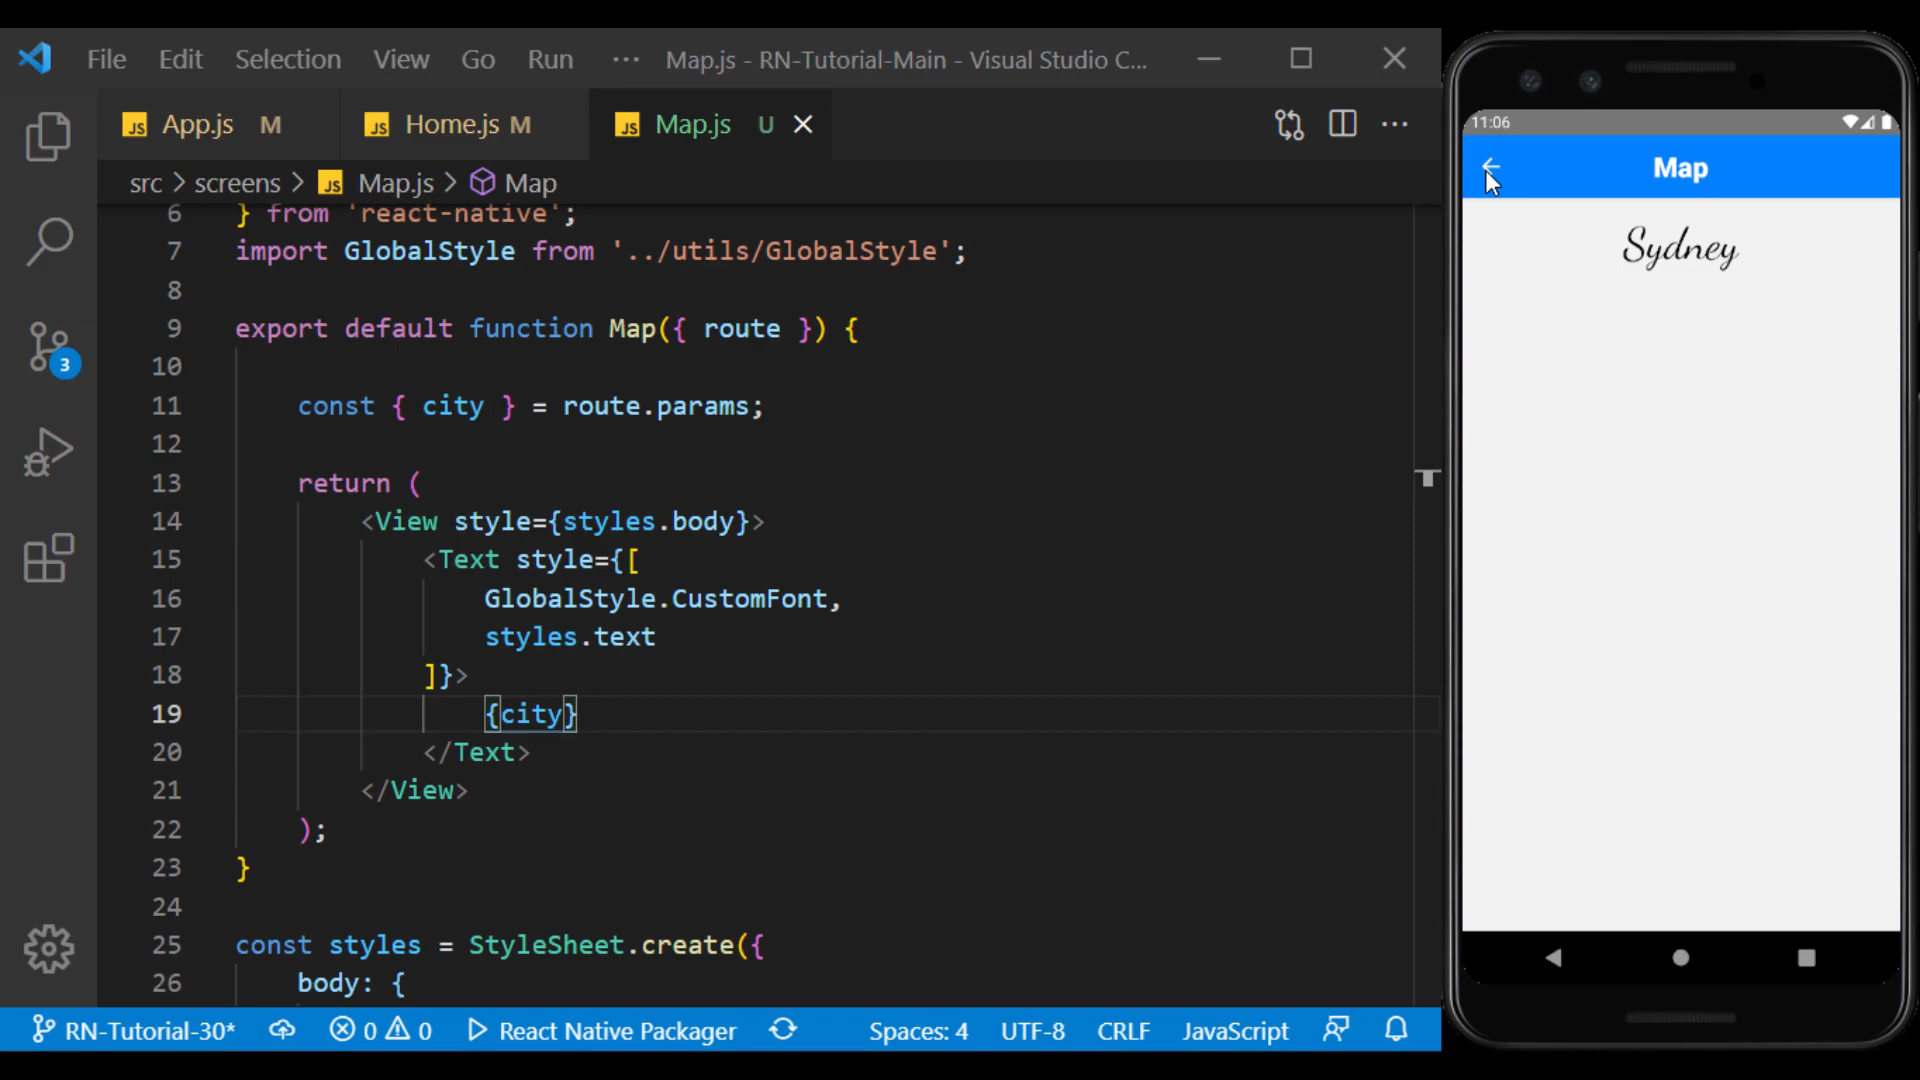 File Edit Selection View Go Run ··· Map.js - RN-Tutorial-Main - Visual Studio C...
JS App.js M JS Home.js M JS Map.js U
src > screens > JS Map.js > Map
6 } from 'react-native';
7 import GlobalStyle from '../utils/GlobalStyle';
8
9 export default function Map({ route }) {
10
11 const { city } = route.params;
12
13 return (
14 <View style={styles.body}>
15 <Text style={[
16 GlobalStyle.CustomFont,
17 styles.text
18 ]}>
19 {city}
20 </Text>
21 </View>
22 );
23 }
24
25 const styles = StyleSheet.create({
26 body: {
3
RN-Tutorial-30* 0 0 React Native Packager Spaces: 4 UTF-8 CRLF JavaScript
11:06
Map
Sydney